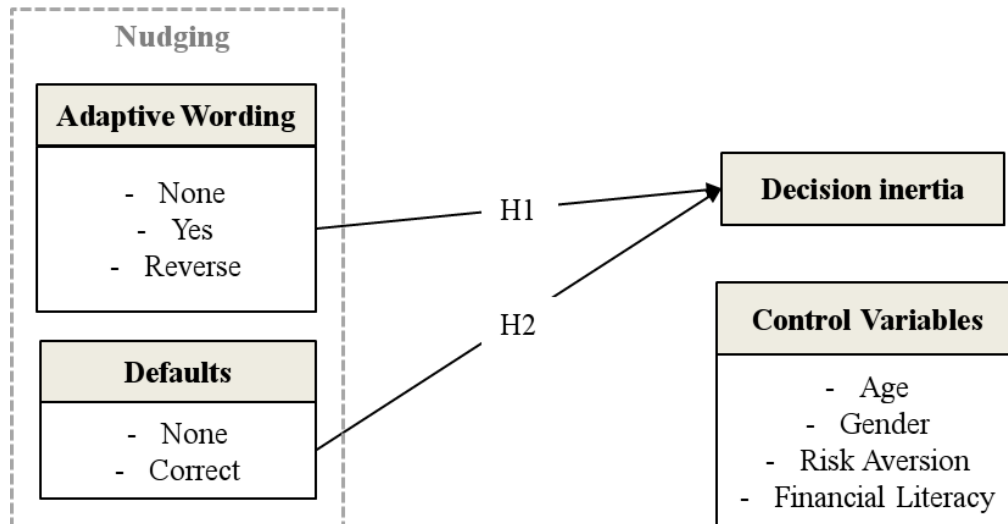 Nudging
Adaptive Wording
- None
- Yes
- Reverse
Defaults
- None
- Correct
H1
H2
Decision inertia
Control Variables
- Age
- Gender
- Risk Aversion
- Financial Literacy